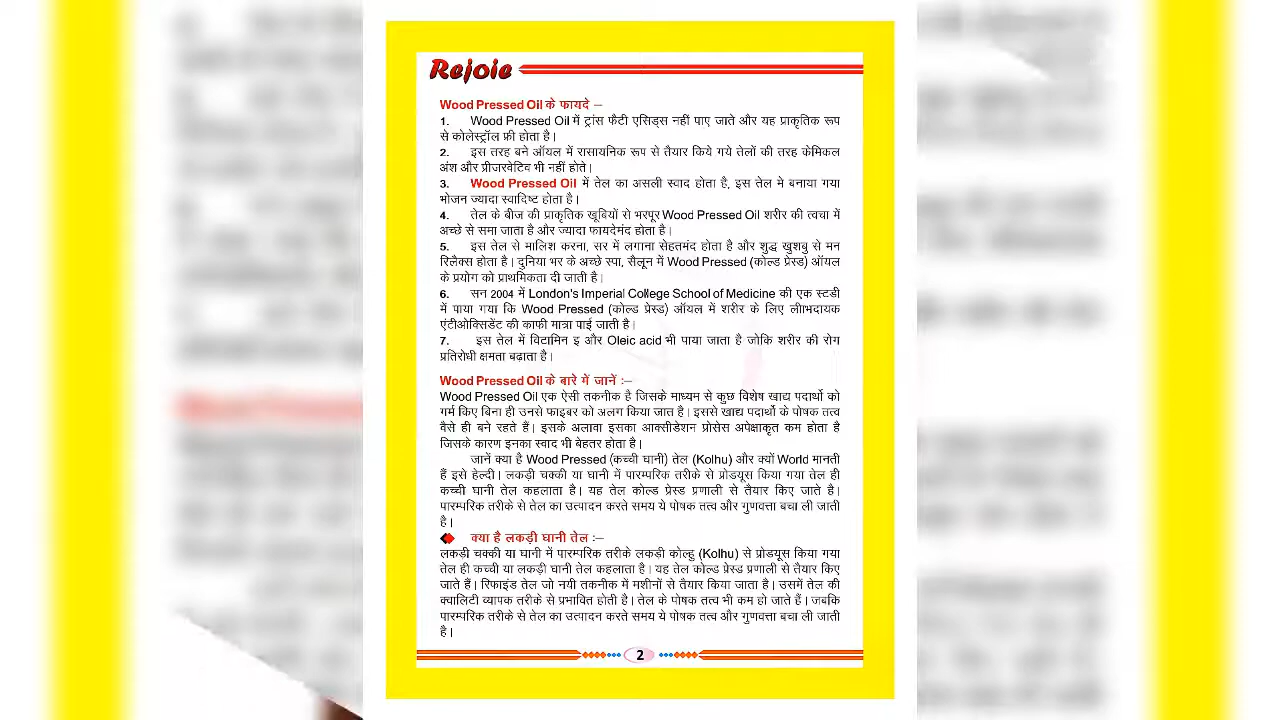 Rejoie
Wood Pressed Oil के फायदे :–
1. Wood Pressed Oil में ट्रांस फैटी एसिड्स नहीं पाए जाते और यह प्राकृतिक रूप
से कोलेस्ट्रॉल फ्री होता है।
2. इस तरह बने ऑयल में रासायनिक रूप से तैयार किये गये तेलों की तरह केमिकल
अंश और प्रीजरवेटिव भी नहीं होते।
3. Wood Pressed Oil में तेल का असली स्वाद होता है, इस तेल मे बनाया गया
भोजन ज्यादा स्वादिष्ट होता है।
4. तेल के बीज की प्राकृतिक खूबियों से भरपूर Wood Pressed Oil शरीर की त्वचा में
अच्छे से समा जाता है और ज्यादा फायदेमंद होता है।
5. इस तेल से मालिश करना, सर में लगाना सेहतमंद होता है और शुद्ध खुशबु से मन
रिलैक्स होता है। दुनिया भर के अच्छे स्पा, सैलून में Wood Pressed (कोल्ड प्रेस्ड) ऑयल
के प्रयोग को प्राथमिकता दी जाती है।
6. सन 2004 में London's Imperial College School of Medicine की एक स्टडी
में पाया गया कि Wood Pressed (कोल्ड प्रेस्ड) ऑयल में शरीर के लिए लीाभदायक
एंटीओक्सिडेंट की काफी मात्रा पाई जाती है।
7. इस तेल में विटामिन इ और Oleic acid भी पाया जाता है जोकि शरीर की रोग
प्रतिरोधी क्षमता बढ़ाता है।
Wood Pressed Oil के बारे में जानें :–
Wood Pressed Oil एक ऐसी तकनीक है जिसके माध्यम से कुछ विशेष खाद्य पदार्थो को
गर्म किए बिना ही उनसे फाइबर को अलग किया जात है। इससे खाद्य पदार्थो के पोषक तत्व
वैसे ही बने रहते हैं। इसके अलावा इसका आक्सीडेशन प्रोसेस अपेक्षाकृत कम होता है
जिसके कारण इनका स्वाद भी बेहतर होता है।
जानें क्या है Wood Pressed (कच्ची घानी) तेल (Kolhu) और क्यों World मानती
हैं इसे हेल्दी। लकड़ी चक्की या घानी में पारम्परिक तरीके से प्रोडयूस किया गया तेल ही
कच्ची घानी तेल कहलाता है। यह तेल कोल्ड प्रेस्ड प्रणाली से तैयार किए जाते है।
पारम्परिक तरीके से तेल का उत्पादन करते समय ये पोषक तत्व और गुणवत्ता बचा ली जाती
है।
क्या है लकड़ी घानी तेल :–
लकड़ी चक्की या घानी में पारम्परिक तरीके लकड़ी कोल्हु (Kolhu) से प्रोडयूस किया गया
तेल ही कच्ची या लकड़ी घानी तेल कहलाता है। यह तेल कोल्ड प्रेस्ड प्रणाली से तैयार किए
जाते हैं। रिफाइंड तेल जो नयी तकनीक में मशीनों से तैयार किया जाता है। उसमें तेल की
क्वालिटी व्यापक तरीके से प्रभावित होती है। तेल के पोषक तत्व भी कम हो जाते हैं। जबकि
पारम्परिक तरीके से तेल का उत्पादन करते समय ये पोषक तत्व और गुणवत्ता बचा ली जाती
है।
2